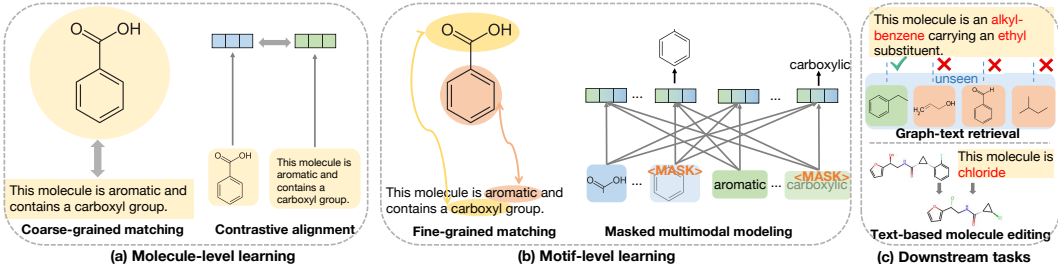 OH
O
This molecule is aromatic and
contains a carboxyl group.
Coarse-grained matching
O
OH
This molecule is
aromatic and
contains a
carboxyl group.
Contrastive alignment
(a) Molecule-level learning
O
OH
This molecule is aromatic and
contains a carboxyl group.
Fine-grained matching
carboxylic
...
...
OH
O
...
<MASK>
aromatic
...
<MASK>
carboxylic
Masked multimodal modeling
(b) Motif-level learning
This molecule is an alkyl-
benzene carrying an ethyl
substituent.
unseen
Graph-text retrieval
This molecule is
chloride
Text-based molecule editing
(c) Downstream tasks